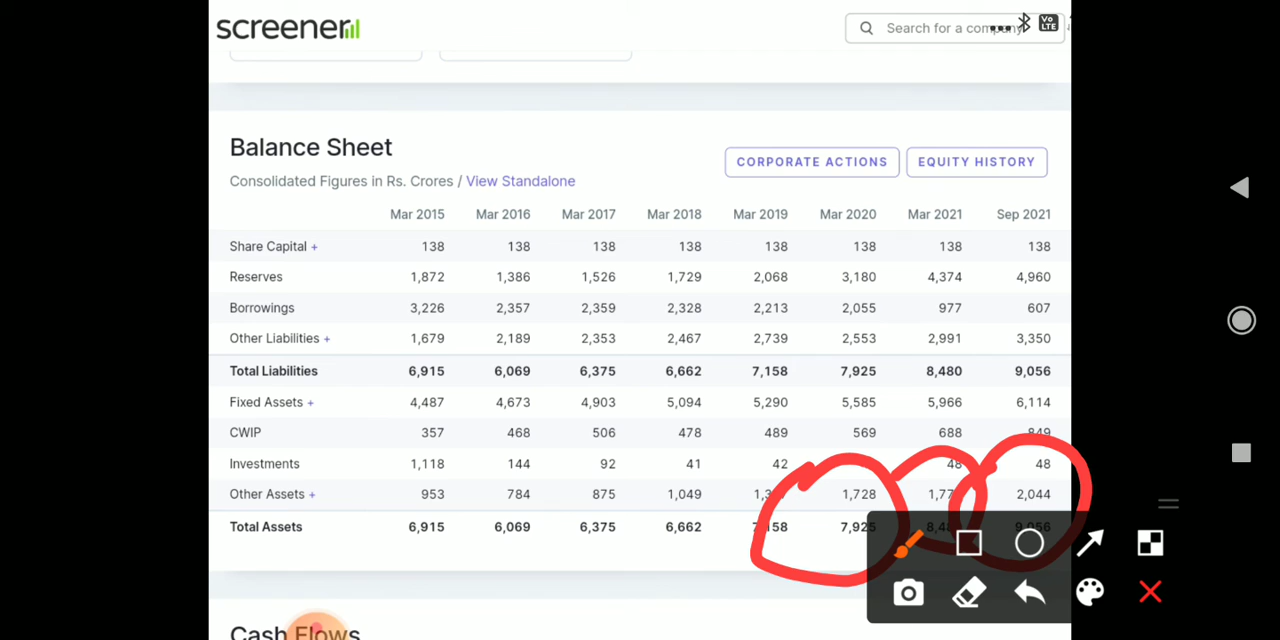 screener
Search for a company
Vo LTE
Balance Sheet
CORPORATE ACTIONS EQUITY HISTORY
Consolidated Figures in Rs. Crores / View Standalone
Mar 2015 Mar 2016 Mar 2017 Mar 2018 Mar 2019 Mar 2020 Mar 2021 Sep 2021
Share Capital + 138 138 138 138 138 138 138 138
Reserves 1,872 1,386 1,526 1,729 2,068 3,180 4,374 4,960
Borrowings 3,226 2,357 2,359 2,328 2,213 2,055 977 607
Other Liabilities + 1,679 2,189 2,353 2,467 2,739 2,553 2,991 3,350
Total Liabilities 6,915 6,069 6,375 6,662 7,158 7,925 8,480 9,056
Fixed Assets + 4,487 4,673 4,903 5,094 5,290 5,585 5,966 6,114
CWIP 357 468 506 478 489 569 688 849
Investments 1,118 144 92 41 42 48 48
Other Assets + 953 784 875 1,049 1,728 2,044
Total Assets 6,915 6,069 6,375 6,662 7,158 7,925 9,056
Cash Flows